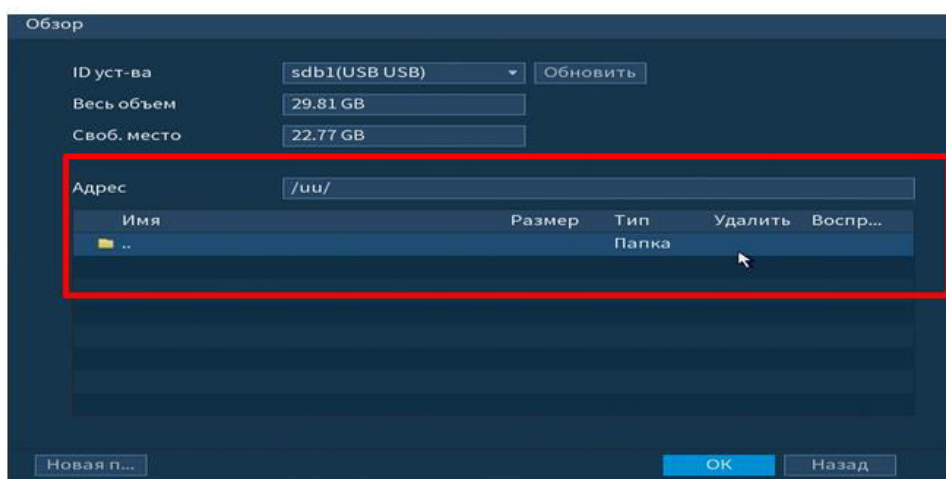 Обзор
ID уст-ва sdb1(USB USB) Обновить
Весь объем 29.81 GB
Своб. место 22.77 GB
Адрес /uu/
Имя Размер Тип Удалить Воспр...
.. Папка
Новая п... ОК Назад